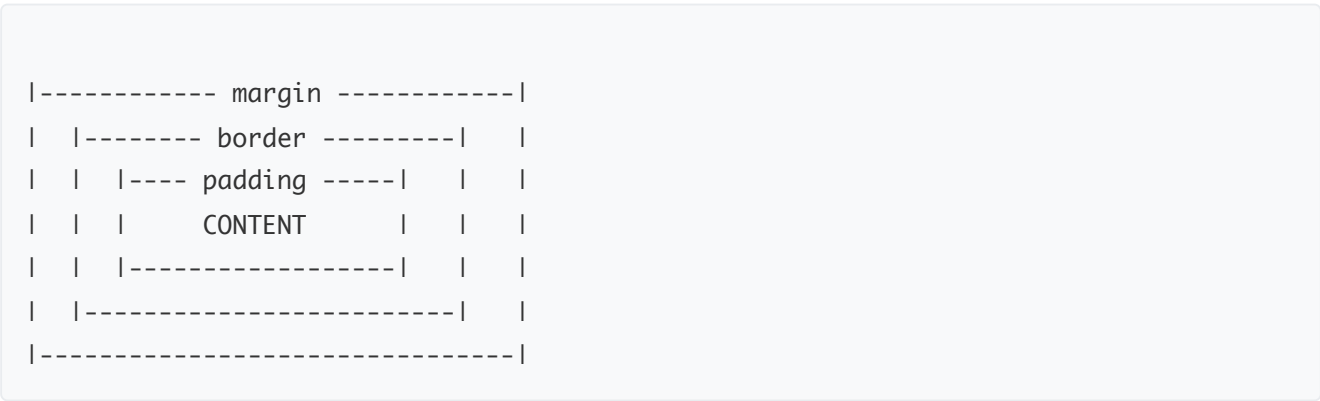 |------------ margin ------------|
|  |-------- border ---------|   |
|  |  |---- padding -----|   |   |
|  |  |     CONTENT      |   |   |
|  |  |------------------|   |   |
|  |-------------------------|   |
|--------------------------------|